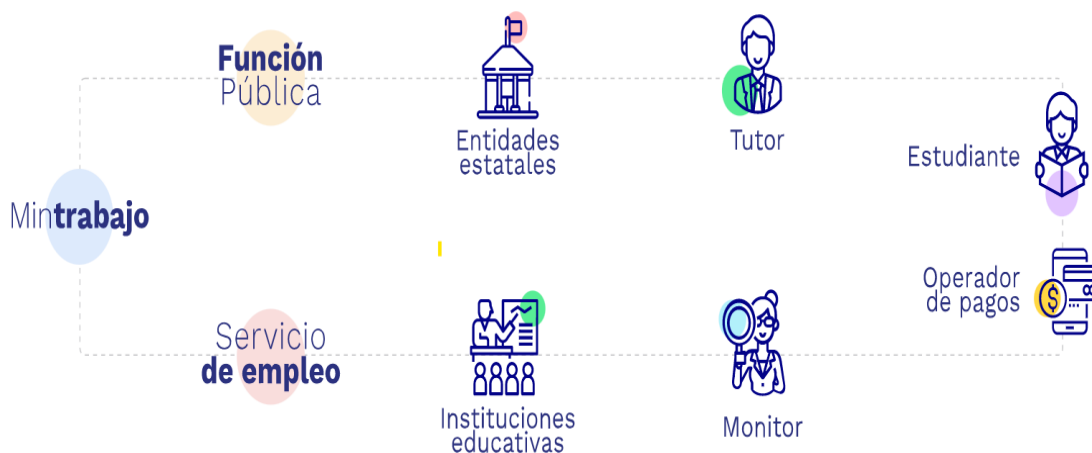 Función
Pública
Entidades
estatales
Tutor
Estudiante
Mintrabajo
Operador
de pagos
$
Servicio
de empleo
Instituciones
educativas
Monitor